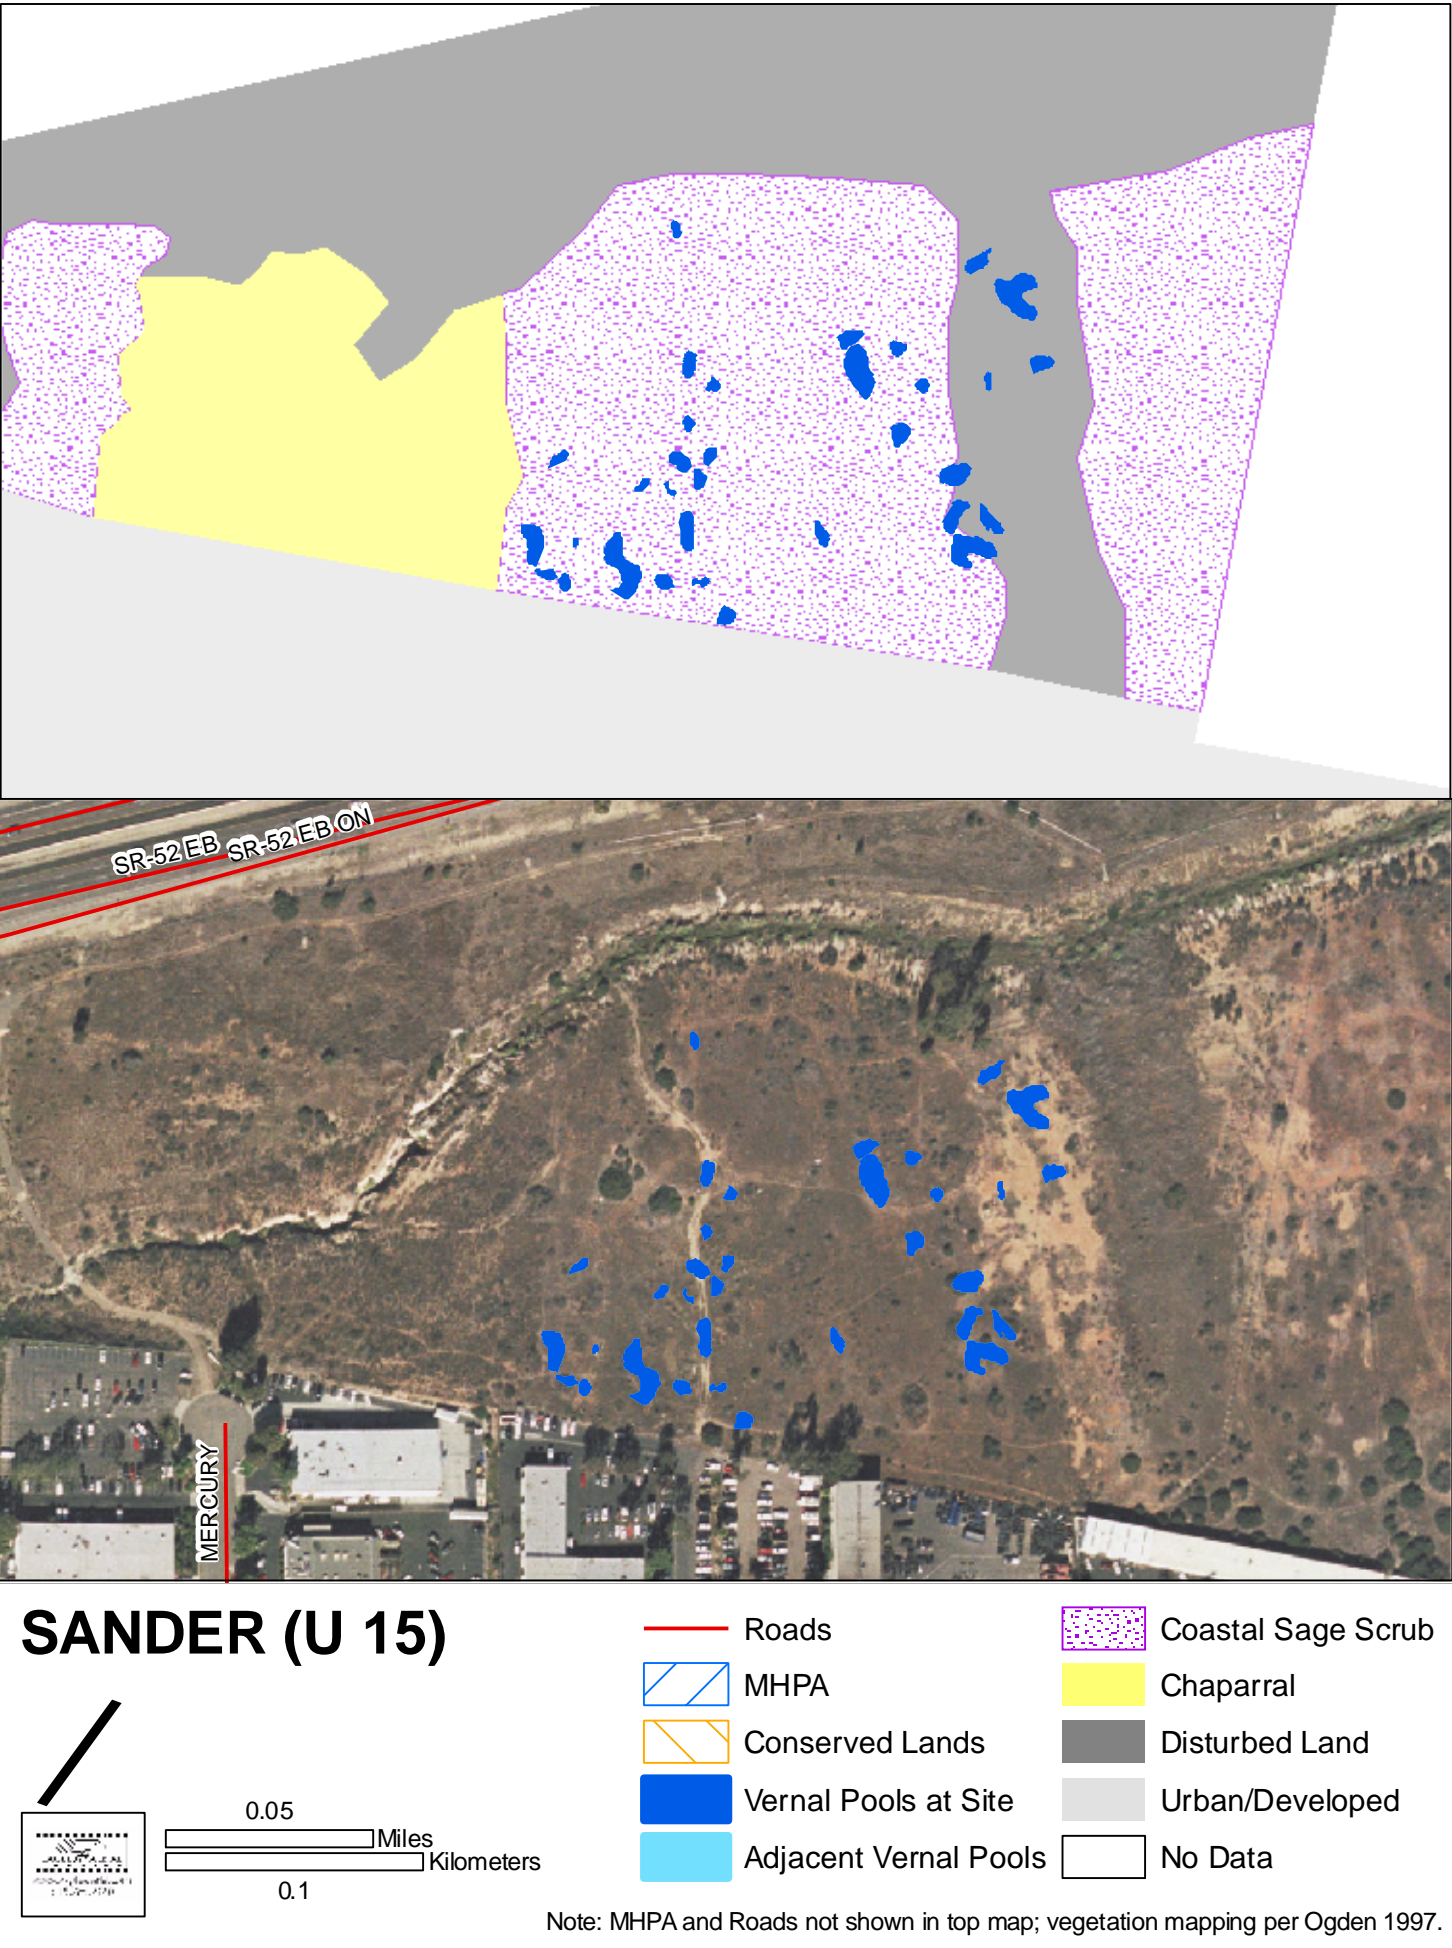 SR-52 EB
SR-52 EB ON
MERCURY
SANDER (U 15)
0.05
Miles
Kilometers
0.1
Roads
MHPA
Conserved Lands
Vernal Pools at Site
Adjacent Vernal Pools
Coastal Sage Scrub
Chaparral
Disturbed Land
Urban/Developed
No Data
Note: MHPA and Roads not shown in top map; vegetation mapping per Ogden 1997.